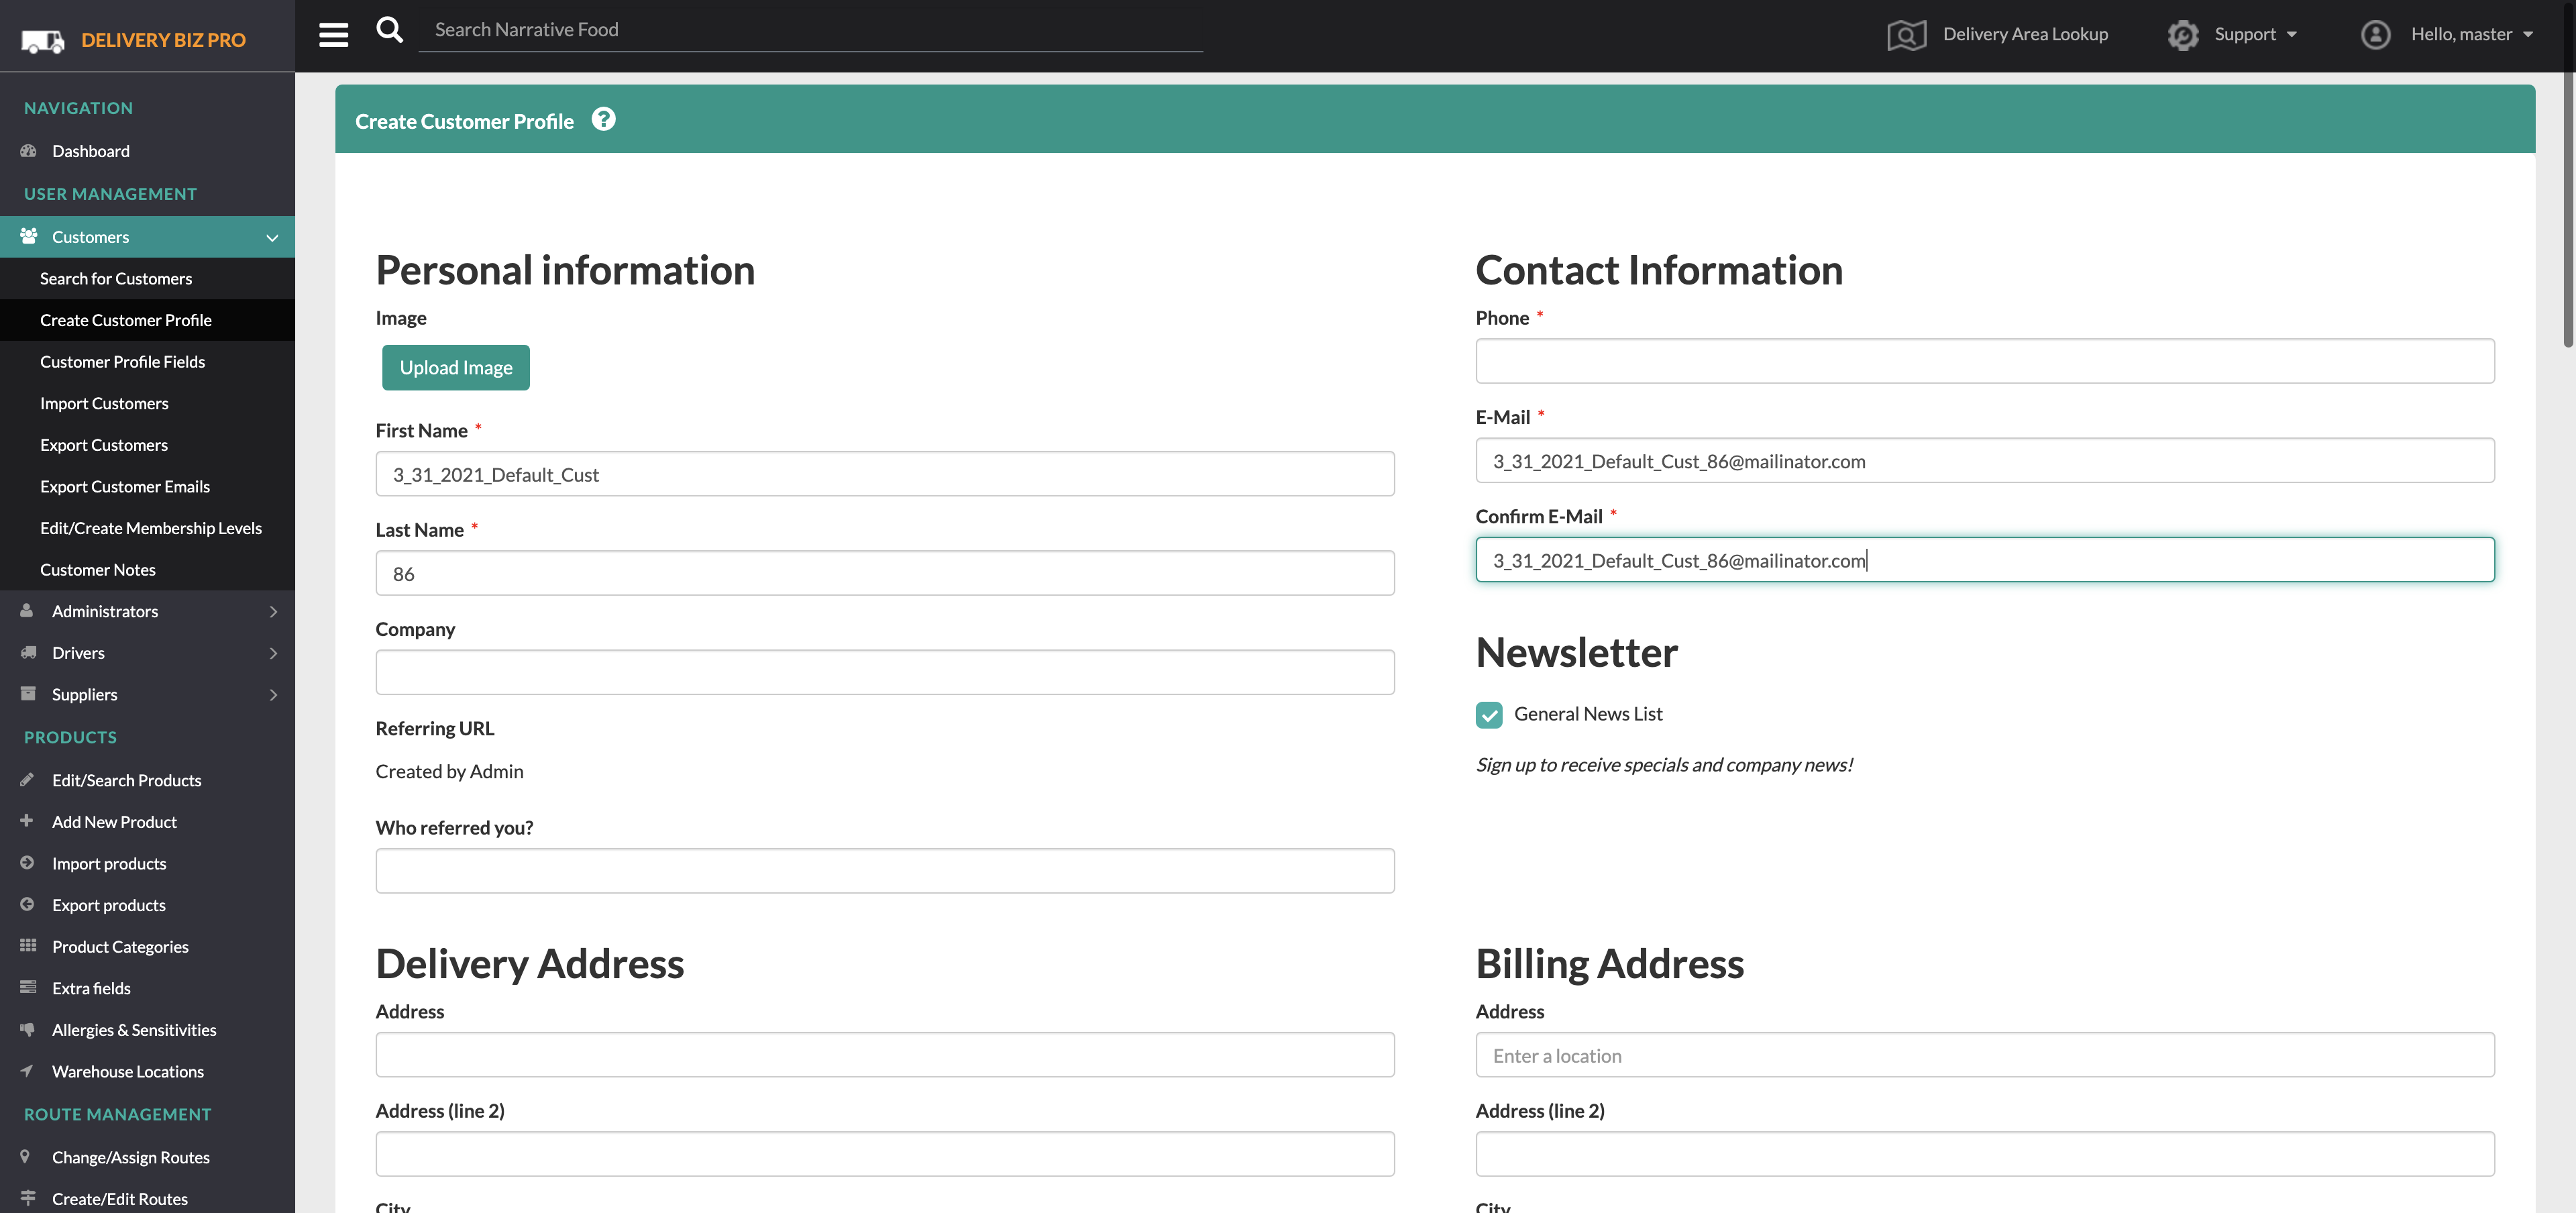 DELIVERY BIZ PRO
Search Narrative Food
Delivery Area Lookup
Support
Hello, master
NAVIGATION
Dashboard
USER MANAGEMENT
Customers
Search for Customers
Create Customer Profile
Customer Profile Fields
Import Customers
Export Customers
Export Customer Emails
Edit/Create Membership Levels
Customer Notes
Administrators
Drivers
Suppliers
PRODUCTS
Edit/Search Products
Add New Product
Import products
Export products
Product Categories
Extra fields
Allergies & Sensitivities
Warehouse Locations
ROUTE MANAGEMENT
Change/Assign Routes
Create/Edit Routes
Create Customer Profile ?
Personal information
Image
Upload Image
First Name *
3_31_2021_Default_Cust
Last Name *
86
Company
Referring URL
Created by Admin
Who referred you?
Contact Information
Phone *
E-Mail *
3_31_2021_Default_Cust_86@mailinator.com
Confirm E-Mail *
3_31_2021_Default_Cust_86@mailinator.com
Newsletter
General News List
Sign up to receive specials and company news!
Delivery Address
Address
Address (line 2)
City
Billing Address
Address
Enter a location
Address (line 2)
City